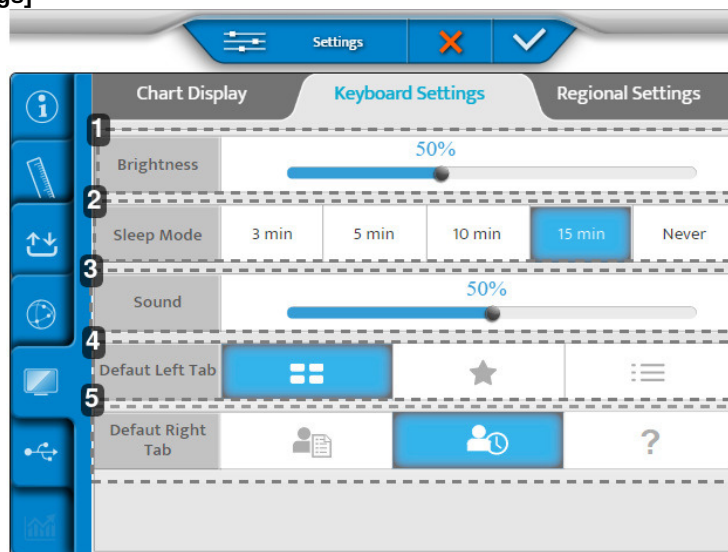 ge]
Settings
Chart Display
Keyboard Settings
Regional Settings
1
Brightness
50%
2
Sleep Mode
3 min
5 min
10 min
15 min
Never
3
Sound
50%
4
Defaut Left Tab
5
Defaut Right
Tab
?